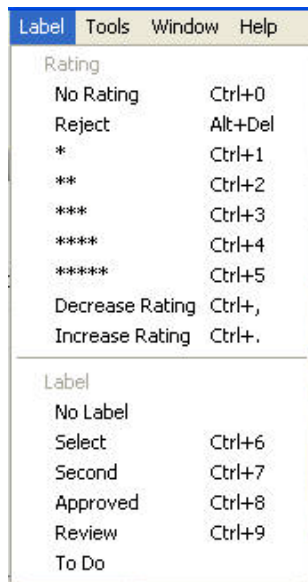 Label Tools Window Help
Rating
No Rating Ctrl+0
Reject Alt+Del
* Ctrl+1
** Ctrl+2
*** Ctrl+3
**** Ctrl+4
***** Ctrl+5
Decrease Rating Ctrl+,
Increase Rating Ctrl+.
Label
No Label
Select Ctrl+6
Second Ctrl+7
Approved Ctrl+8
Review Ctrl+9
To Do